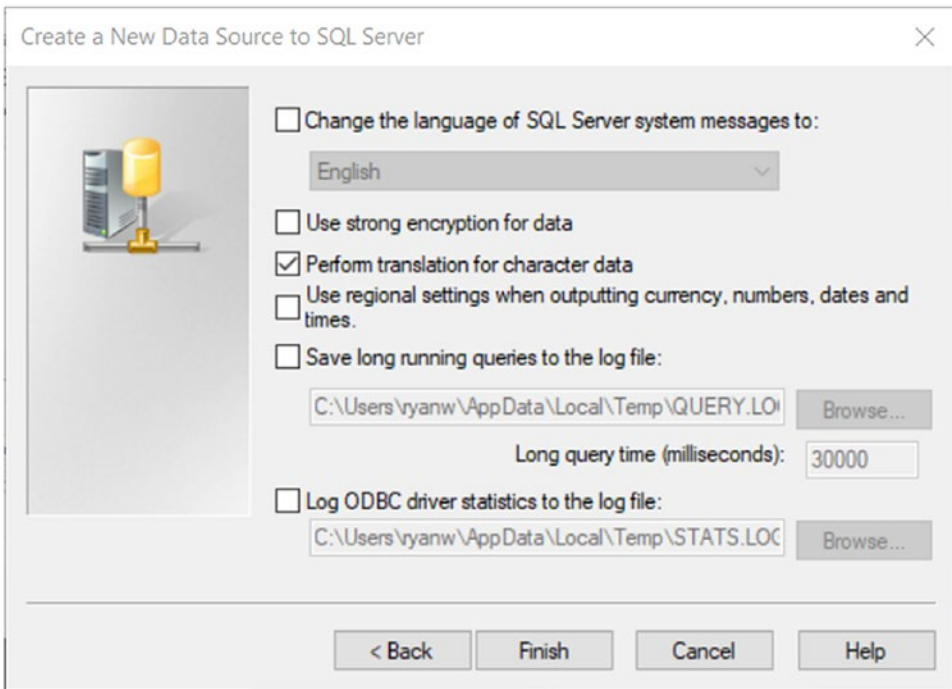 Create a New Data Source to SQL Server
Change the language of SQL Server system messages to:
English
Use strong encryption for data
Perform translation for character data
Use regional settings when outputting currency, numbers, dates and
times.
Save long running queries to the log file:
C:\Users\ryanw\AppData\Local\Temp\QUERY.LO
Browse...
Long query time (milliseconds):
30000
Log ODBC driver statistics to the log file:
C:\Users\ryanw\AppData\Local\Temp\STATS.LOG
Browse...
< Back
Finish
Cancel
Help